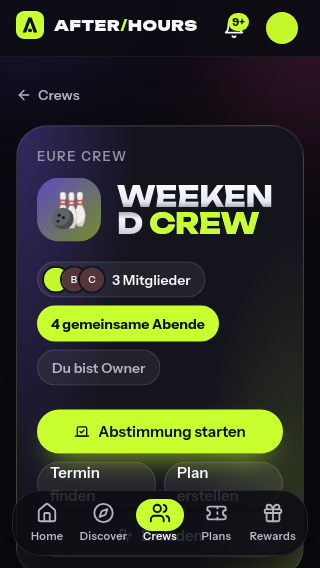 AFTER/HOURS
9+
← Crews
EURE CREW
WEEKEN
D CREW
B C 3 Mitglieder
4 gemeinsame Abende
Du bist Owner
Abstimmung starten
Termin Plan
finden erstellen
Home Discover Crews Plans Rewards